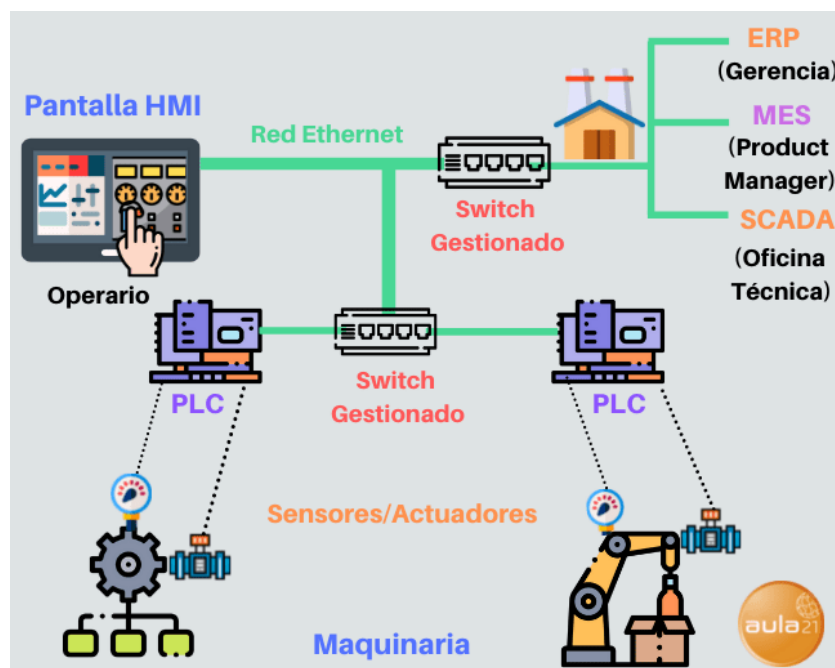 ERP
(Gerencia)
Pantalla HMI
MES
Red Ethernet
(Product
Manager)
Switch
Gestionado
SCADA
(Oficina
Técnica)
Operario
Switch
Gestionado
PLC
PLC
Sensores/Actuadores
Maquinaria
aula21